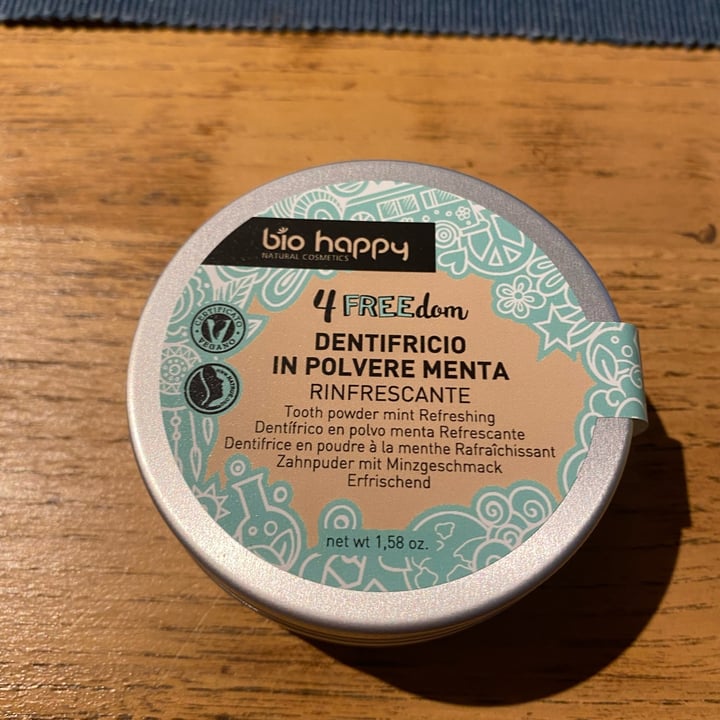 bio happy
NATURAL COSMETICS
4 FREEdom
CERTIFICATO
VEGANO
DENTIFRICIO
IN POLVERE MENTA
RINFRESCANTE
Tooth powder mint Refreshing
Dentífrico en polvo menta Refrescante
Dentifrice en poudre à la menthe Rafraîchissant
Zahnpuder mit Minzgeschmack
Erfrischend
net wt 1,58 oz.